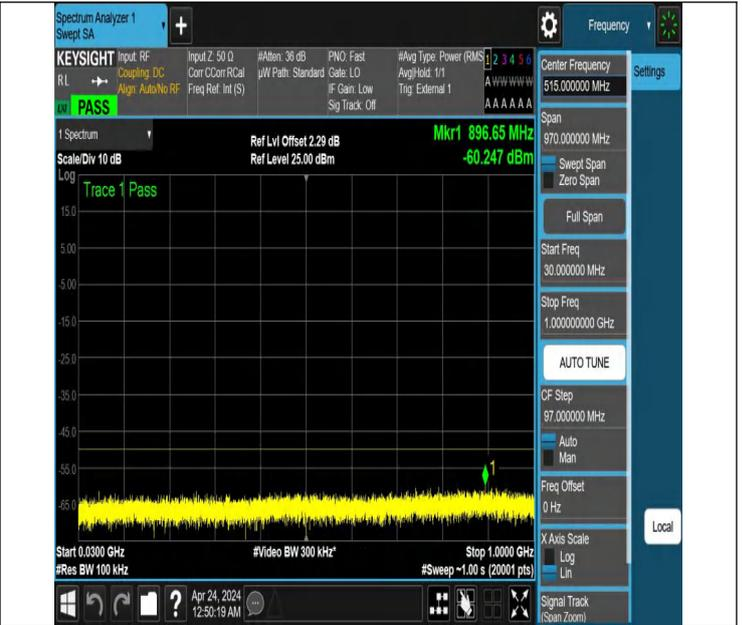 Spectrum Analyzer 1
Swept SA
+
Frequency
KEYSIGHT
RL
PASS
Input: RF
Coupling: DC
Align: Auto/No RF
Input Z: 50 Ω
Corr CCorr RCal
Freq Ref: Int (S)
#Atten: 36 dB
µW Path: Standard
PNO: Fast
Gate: LO
IF Gain: Low
Sig Track: Off
#Avg Type: Power (RMS
Avg|Hold: 1/1
Trig: External 1
1 2 3 4 5 6
A W W W W W
A A A A A A
1 Spectrum
Scale/Div 10 dB
Ref Lvl Offset 2.29 dB
Ref Level 25.00 dBm
Mkr1 896.65 MHz
-60.247 dBm
Log
Trace 1 Pass
15.0
5.00
-5.00
-15.0
-25.0
-35.0
-45.0
-55.0
-65.0
1
Start 0.0300 GHz
#Res BW 100 kHz
#Video BW 300 kHz*
Stop 1.0000 GHz
#Sweep ~1.00 s (20001 pts)
Center Frequency
515.000000 MHz
Settings
Span
970.000000 MHz
Swept Span
Zero Span
Full Span
Start Freq
30.000000 MHz
Stop Freq
1.000000000 GHz
AUTO TUNE
CF Step
97.000000 MHz
Auto
Man
Freq Offset
0 Hz
X Axis Scale
Log
Lin
Signal Track
(Span Zoom)
Local
?
Apr 24, 2024
12:50:19 AM